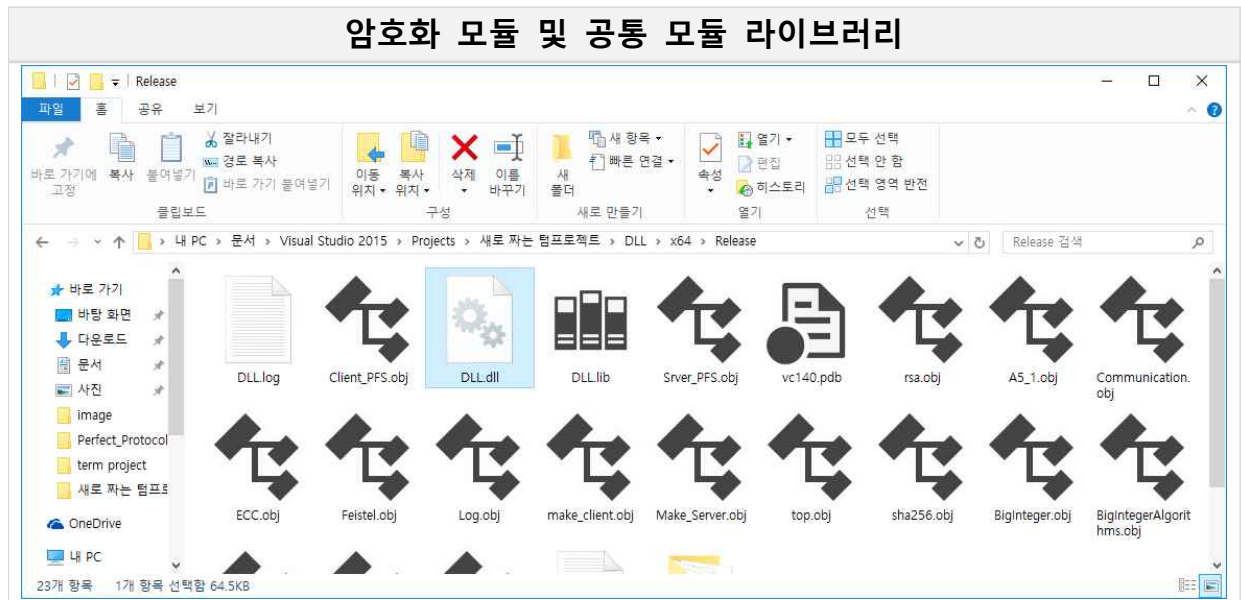 암호화 모듈 및 공통 모듈 라이브러리
Release
파일 홈 공유 보기
바로 가기에
고정
복사
붙여넣기
잘라내기
경로 복사
바로 가기 붙여넣기
이동
위치
복사
위치
삭제
이름
바꾸기
새
폴더
새 항목
빠른 연결
속성
열기
편집
히스토리
모두 선택
선택 안 함
선택 영역 반전
클립보드 구성 새로 만들기 열기 선택
내 PC > 문서 > Visual Studio 2015 > Projects > 새로 짜는 텀프로젝트 > DLL > x64 > Release
Release 검색
바로 가기
바탕 화면
다운로드
문서
사진
image
Perfect_Protocol
term project
새로 짜는 텀프로
OneDrive
내 PC
DLL.log Client_PFS.obj DLL.dll DLL.lib Srver_PFS.obj vc140.pdb rsa.obj A5_1.obj Communication.
obj
ECC.obj Feistel.obj Log.obj make_client.obj Make_Server.obj top.obj sha256.obj BigInteger.obj BigIntegerAlgorit
hms.obj
23개 항목 1개 항목 선택함 64.5KB